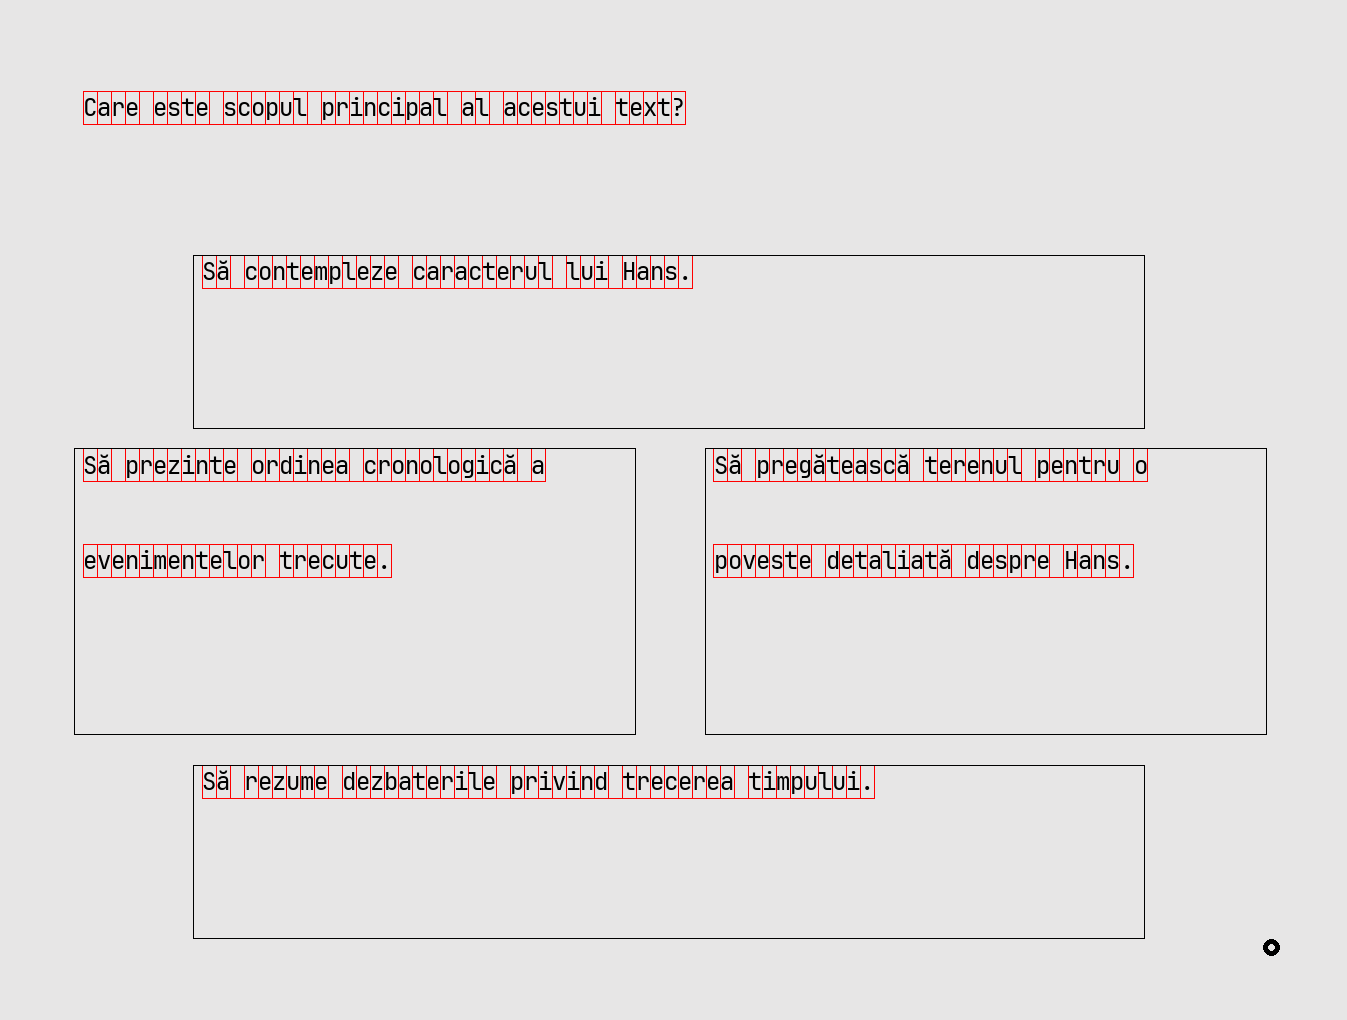 Care este scopul principal al acestui text?
Să contempleze caracterul lui Hans.
Să prezinte ordinea cronologică a
evenimentelor trecute.
Să pregătească terenul pentru o
poveste detaliată despre Hans.
Să rezume dezbaterile privind trecerea timpului.